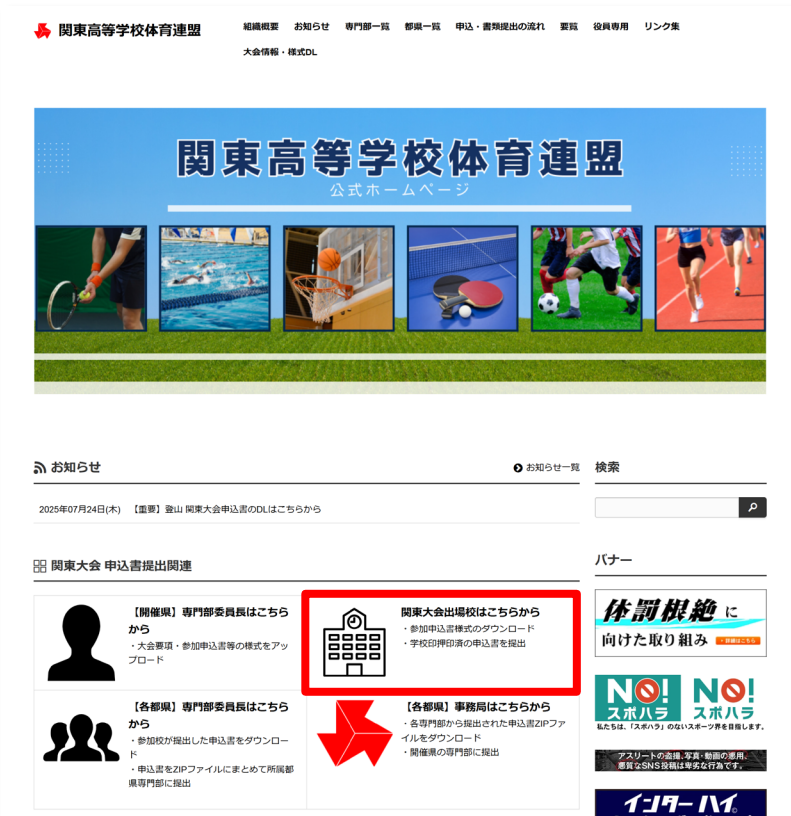 関東高等学校体育連盟
組織概要 お知らせ 専門部一覧 都県一覧 申込・書類提出の流れ 要覧 役員専用 リンク集
大会情報・様式DL
関東高等学校体育連盟
公式ホームページ
お知らせ
お知らせ一覧
2025年07月24日(木) 【重要】登山 関東大会申込書のDLはこちらから
関東大会 申込書提出関連
【開催県】専門部委員長はこちら
から
・大会要項・参加申込書等の様式をアッ
プロード
関東大会出場校はこちらから
・参加申込書様式のダウンロード
・学校印押印済の申込書を提出
【各都県】専門部委員長はこちら
から
・参加校が提出した申込書をダウンロー
ド
・申込書をZIPファイルにまとめて所属都
県専門部に提出
【各都県】事務局はこちらから
・各専門部から提出された申込書ZIPファ
イルをダウンロード
・開催県の専門部に提出
検索
バナー
体罰根絶 に
向けた取り組み ・詳細はこちら
NO! NO!
スポハラ スポハラ
私たちは、「スポハラ」のないスポーツ界を目指します。
アスリートの盗撮、写真・動画の悪用、
悪質なSNS投稿は卑劣な行為です。
インターハイ